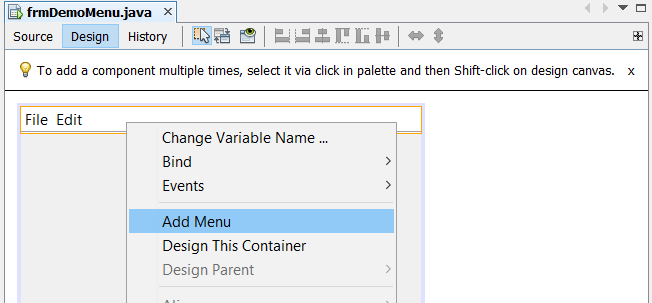 frmDemoMenu.java
Source Design History
To add a component multiple times, select it via click in palette and then Shift-click on design canvas. x
File Edit
Change Variable Name ...
Bind
Events
Add Menu
Design This Container
Design Parent